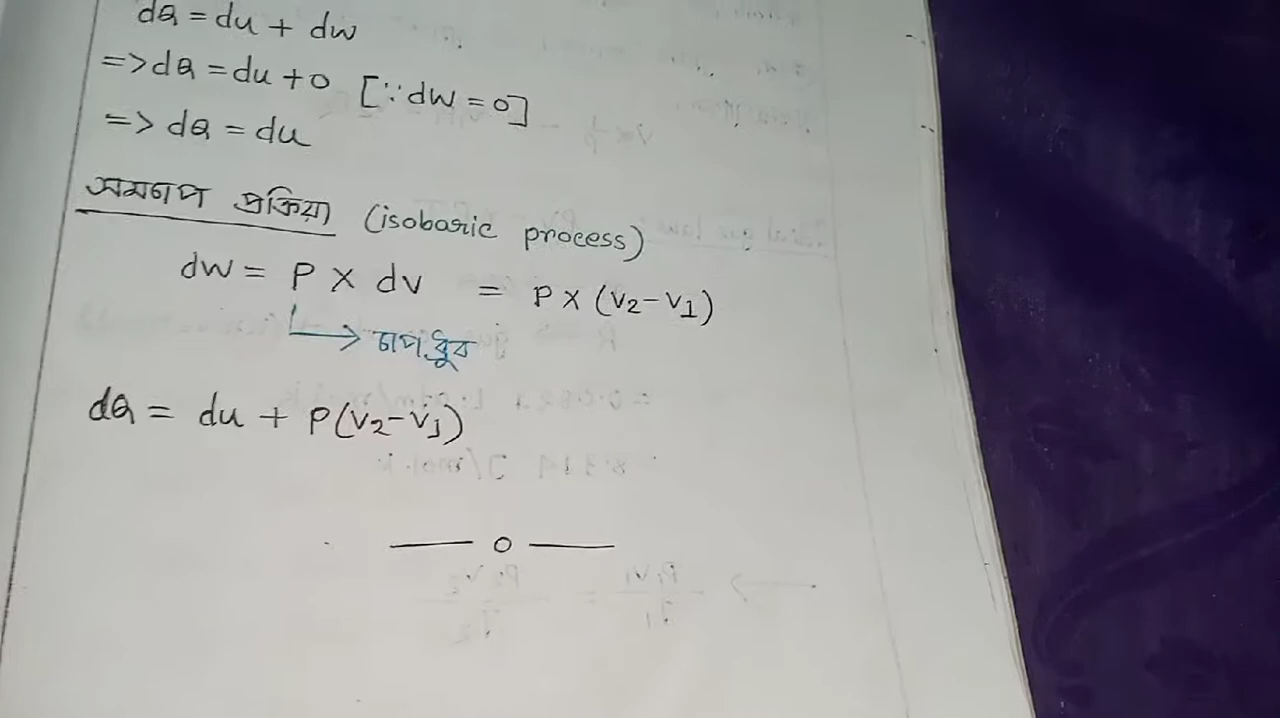 dQ = du + dw
=> dQ = du + 0 [∵ dw = 0]
=> dQ = du
সমচাপ প্রক্রিয়া (isobaric process)
dw = P × dv = P × (V₂ - V₁)
চাপ ধ্রুব
dQ = du + P(V₂ - V₁)
—— o ——